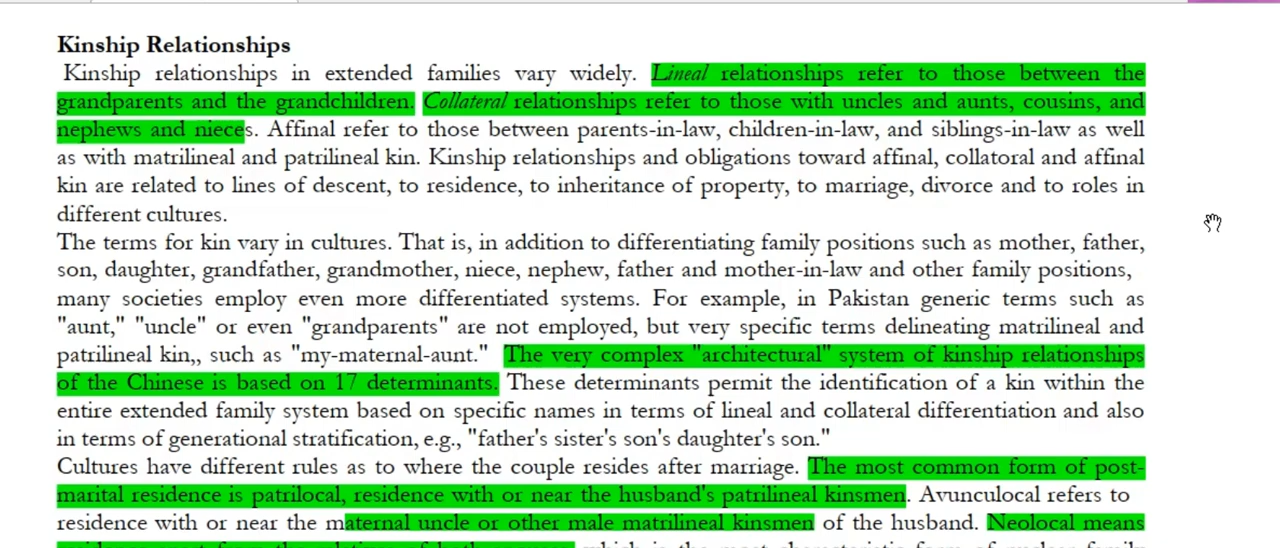 Kinship Relationships
Kinship relationships in extended families vary widely. Lineal relationships refer to those between the
grandparents and the grandchildren. Collateral relationships refer to those with uncles and aunts, cousins, and
nephews and nieces. Affinal refer to those between parents-in-law, children-in-law, and siblings-in-law as well
as with matrilineal and patrilineal kin. Kinship relationships and obligations toward affinal, collatoral and affinal
kin are related to lines of descent, to residence, to inheritance of property, to marriage, divorce and to roles in
different cultures.
The terms for kin vary in cultures. That is, in addition to differentiating family positions such as mother, father,
son, daughter, grandfather, grandmother, niece, nephew, father and mother-in-law and other family positions,
many societies employ even more differentiated systems. For example, in Pakistan generic terms such as
"aunt," "uncle" or even "grandparents" are not employed, but very specific terms delineating matrilineal and
patrilineal kin,, such as "my-maternal-aunt." The very complex "architectural" system of kinship relationships
of the Chinese is based on 17 determinants. These determinants permit the identification of a kin within the
entire extended family system based on specific names in terms of lineal and collateral differentiation and also
in terms of generational stratification, e.g., "father's sister's son's daughter's son."
Cultures have different rules as to where the couple resides after marriage. The most common form of post-
marital residence is patrilocal, residence with or near the husband's patrilineal kinsmen. Avunculocal refers to
residence with or near the maternal uncle or other male matrilineal kinsmen of the husband. Neolocal means